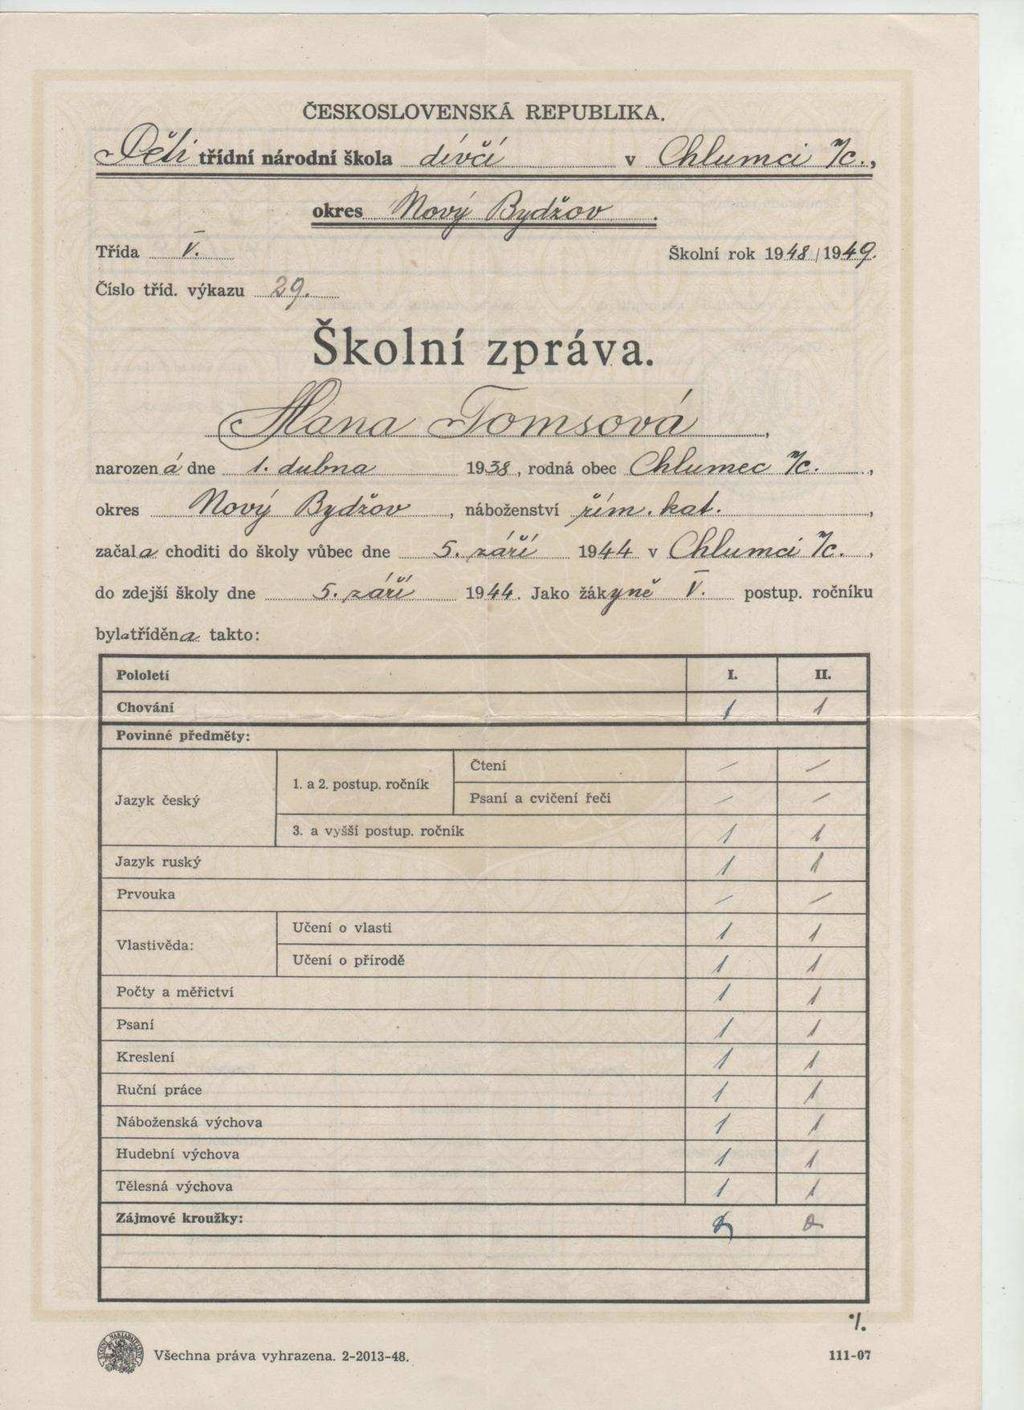 ČESKOSLOVENSKÁ REPUBLIKA.
Pěti třídní národní škola dívčí v Chlumci n/C.,
okres Nový Bydžov.
Třída V. Školní rok 1948/1949.
Číslo tříd. výkazu 29.
Školní zpráva.
Hana Tomsová,
narozená dne 1. dubna 1938, rodná obec Chlumec n/C.,
okres Nový Bydžov, náboženství řím. kat.,
začala choditi do školy vůbec dne 5. září 1944 v Chlumci n/C.,
do zdejší školy dne 5. září 1944. Jako žákyně V. postup. ročníku
byla tříděna takto:
Pololetí I. II.
Chování 1 1
Povinné předměty:
Jazyk český 1. a 2. postup. ročník Čtení — —
Psaní a cvičení řeči — —
3. a vyšší postup. ročník 1 1
Jazyk ruský 1 1
Prvouka — —
Vlastivěda: Učení o vlasti 1 1
Učení o přírodě 1 1
Počty a měřictví 1 1
Psaní 1 1
Kreslení 1 1
Ruční práce 1 1
Náboženská výchova 1 1
Hudební výchova 1 1
Tělesná výchova 1 1
Zájmové kroužky:
·/.
Všechna práva vyhrazena. 2-2013-48. 111-07